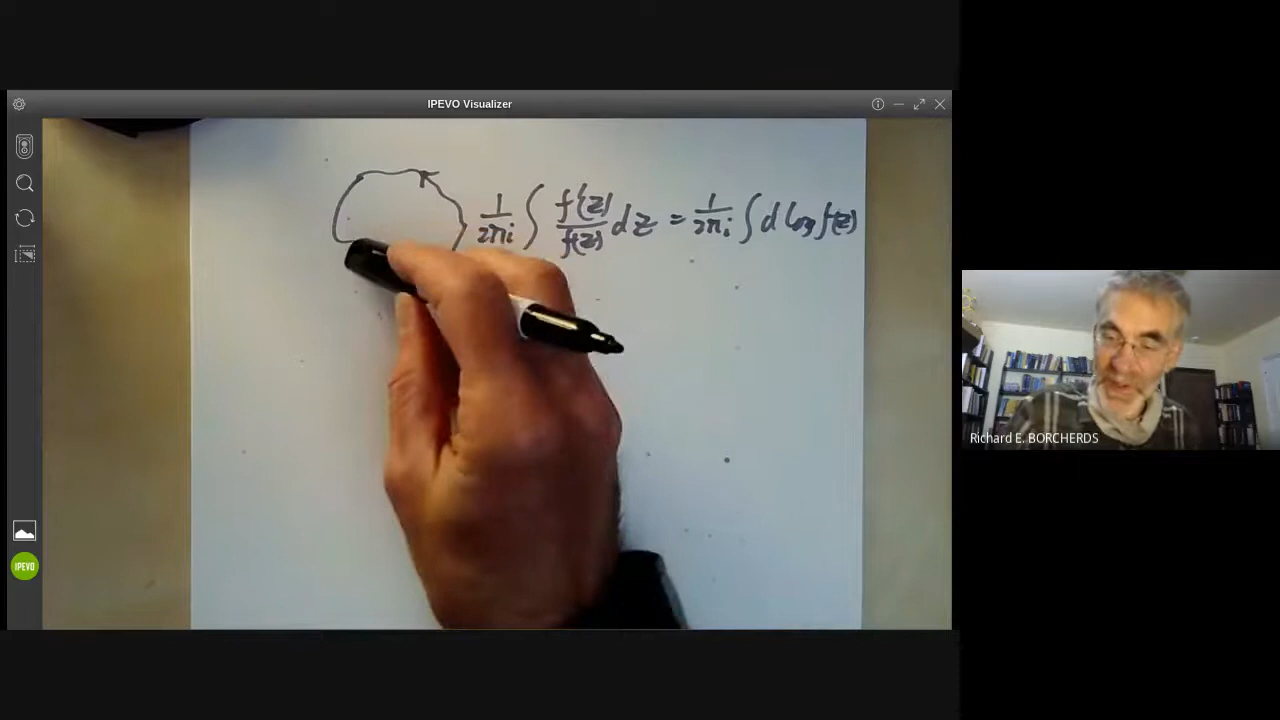 IPEVO Visualizer
1/2πi ∫ f'(z)/f(z) dz = 1/2πi ∫ d log f(z)
Richard E. BORCHERDS
IPEVO